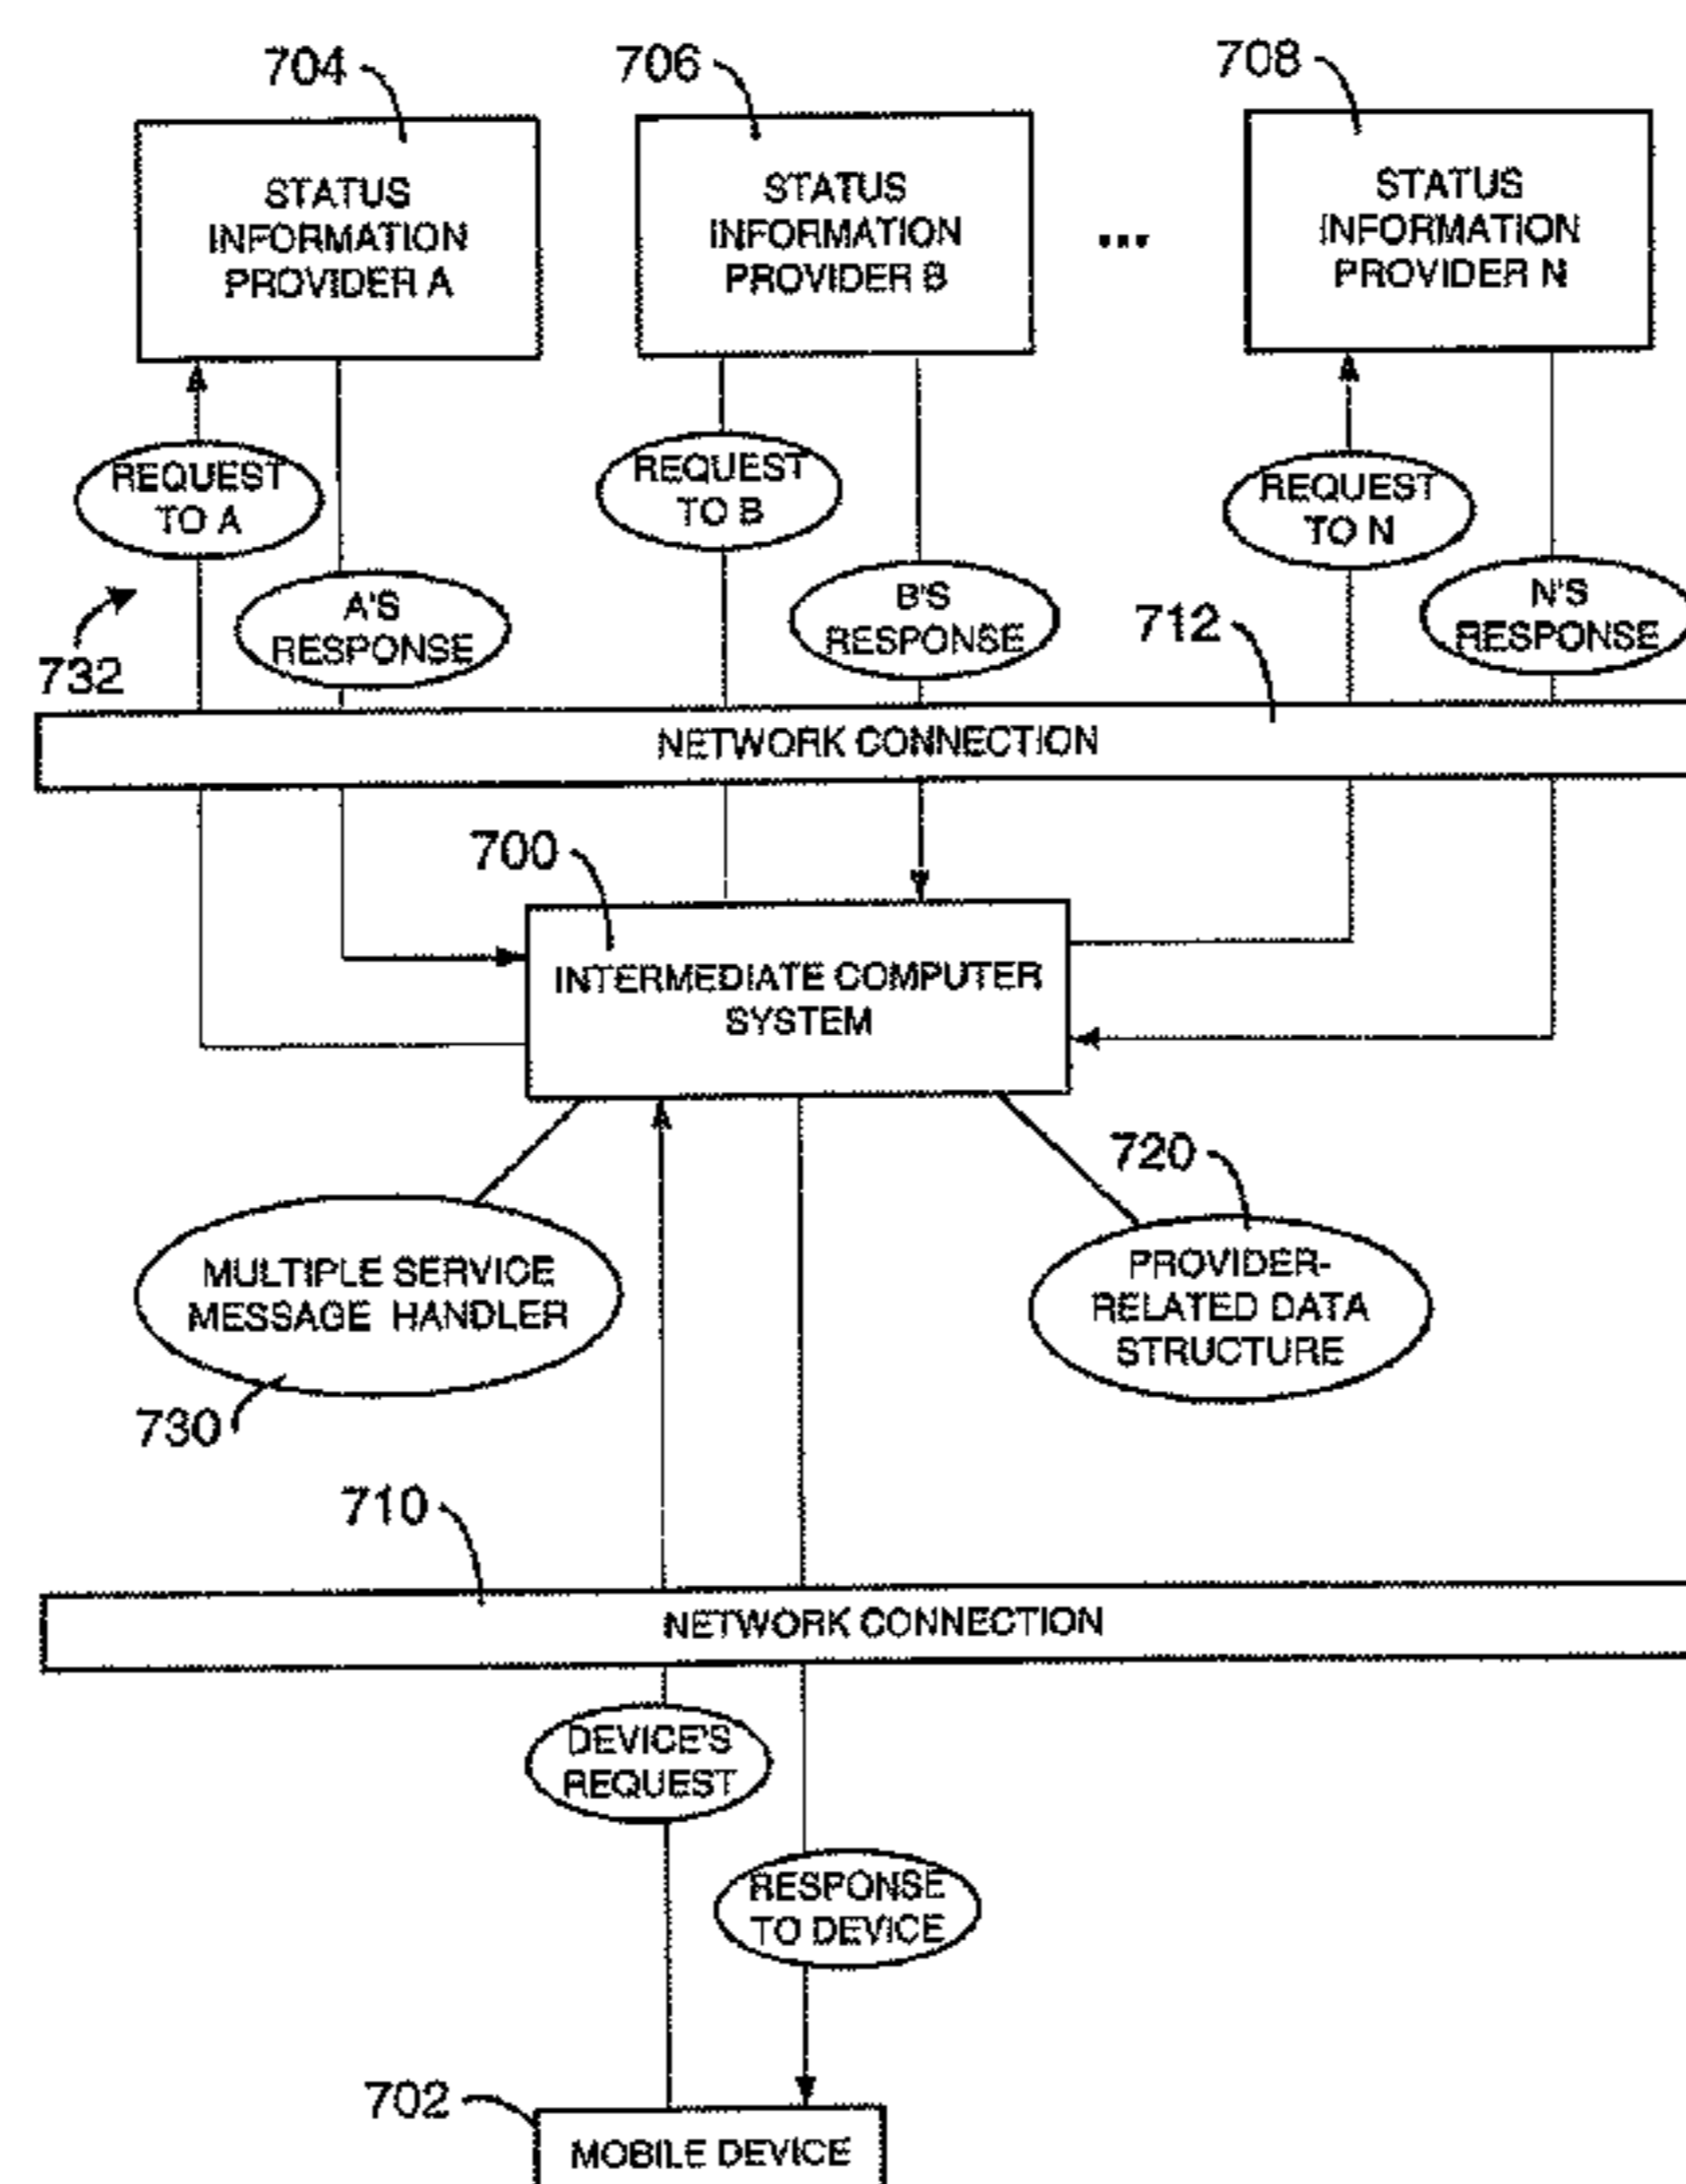 704
706
708
STATUS
INFORMATION
PROVIDER A
STATUS
INFORMATION
PROVIDER B
...
STATUS
INFORMATION
PROVIDER N
REQUEST
TO A
REQUEST
TO B
REQUEST
TO N
A'S
RESPONSE
B'S
RESPONSE
N'S
RESPONSE
732
712
NETWORK CONNECTION
700
INTERMEDIATE COMPUTER
SYSTEM
720
MULTIPLE SERVICE
MESSAGE HANDLER
PROVIDER-
RELATED DATA
STRUCTURE
730
710
NETWORK CONNECTION
DEVICE'S
REQUEST
RESPONSE
TO DEVICE
702
MOBILE DEVICE